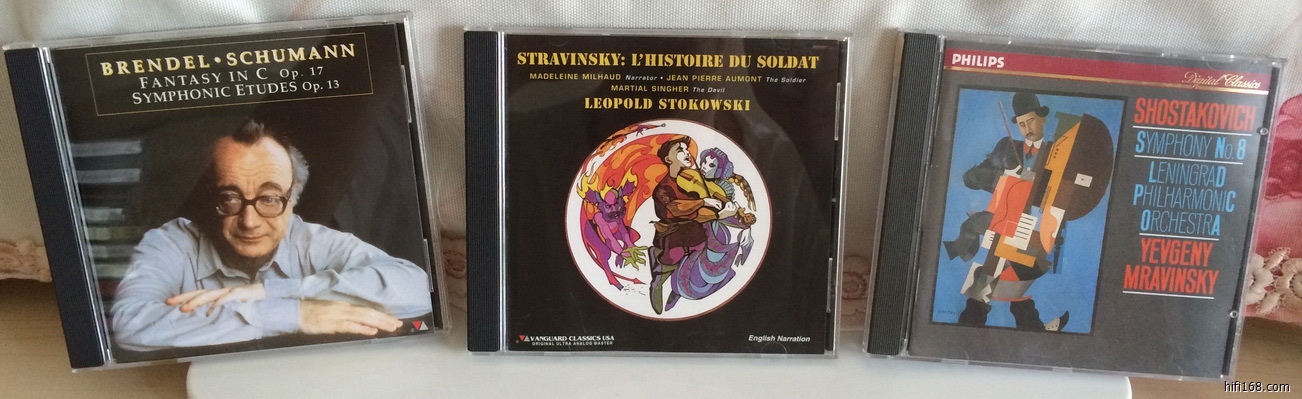 BRENDEL • SCHUMANN
FANTASY IN C Op. 17
SYMPHONIC ETUDES Op. 13
STRAVINSKY: L'HISTOIRE DU SOLDAT
MADELEINE MILHAUD Narrator • JEAN PIERRE AUMONT The Soldier
MARTIAL SINGHER The Devil
LEOPOLD STOKOWSKI
VANGUARD CLASSICS USA
ORIGINAL ULTRA ANALOG MASTER
English Narration
PHILIPS
Digital Classics
SHOSTAKOVICH
SYMPHONY No. 8
LENINGRAD
PHILHARMONIC
ORCHESTRA
YEVGENY
MRAVINSKY
hifi168.com